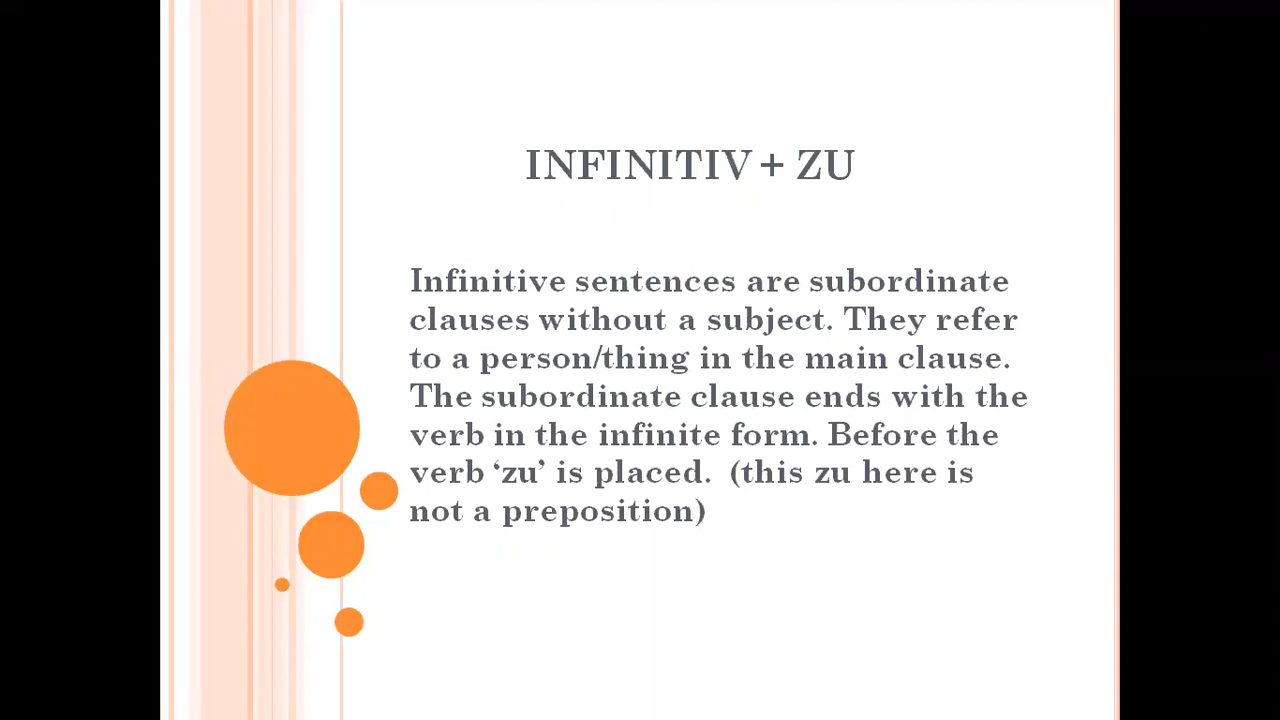 INFINITIV + ZU
Infinitive sentences are subordinate
clauses without a subject. They refer
to a person/thing in the main clause.
The subordinate clause ends with the
verb in the infinite form. Before the
verb ‘zu’ is placed.  (this zu here is
not a preposition)